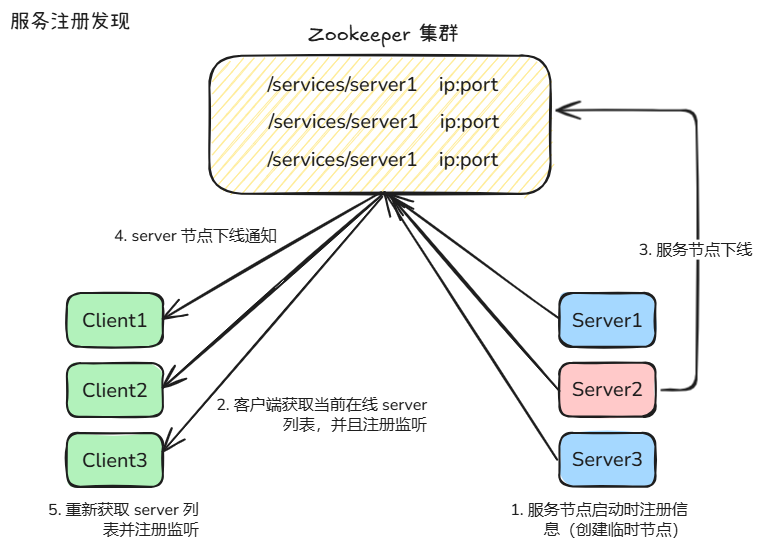 服务注册发现
Zookeeper 集群
/services/server1 ip:port
/services/server1 ip:port
/services/server1 ip:port
4. server 节点下线通知
3. 服务节点下线
Client1
Server1
Client2
Server2
2. 客户端获取当前在线 server
列表，并且注册监听
Client3
Server3
5. 重新获取 server 列
表并注册监听
1. 服务节点启动时注册信
息（创建临时节点）